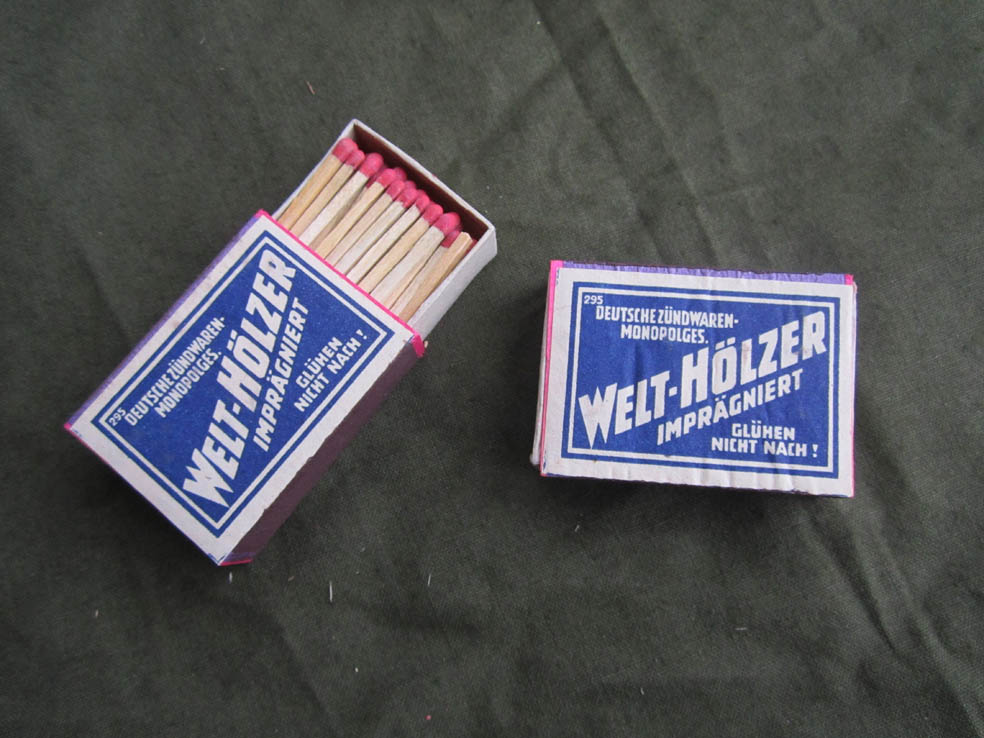 295
DEUTSCHE ZÜNDWAREN-
MONOPOLGES.
WELT-HÖLZER
IMPRÄGNIERT
GLÜHEN
NICHT NACH!
295
DEUTSCHE ZÜNDWAREN-
MONOPOLGES.
WELT-HÖLZER
IMPRÄGNIERT
GLÜHEN
NICHT NACH!